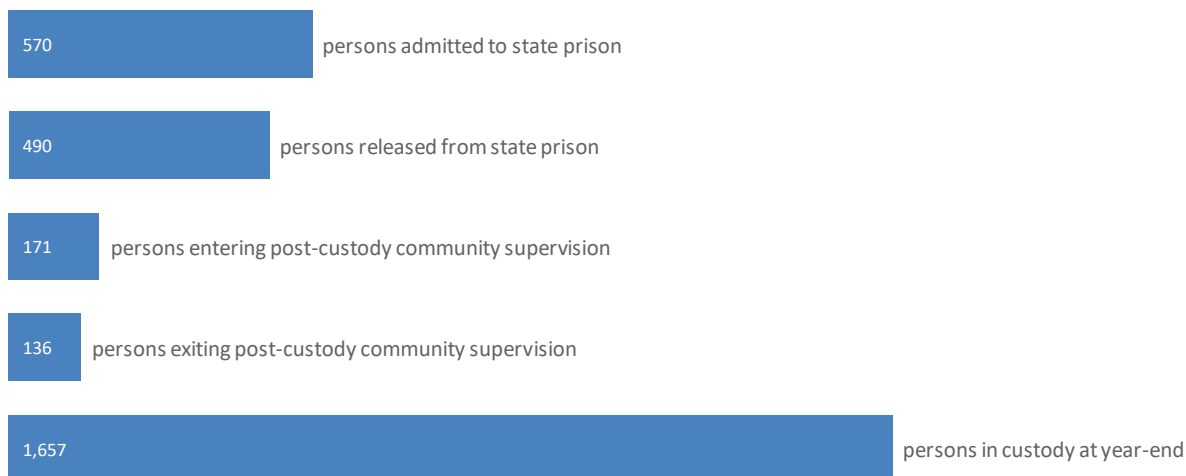 570 persons admitted to state prison
490 persons released from state prison
171 persons entering post-custody community supervision
136 persons exiting post-custody community supervision
1,657 persons in custody at year-end